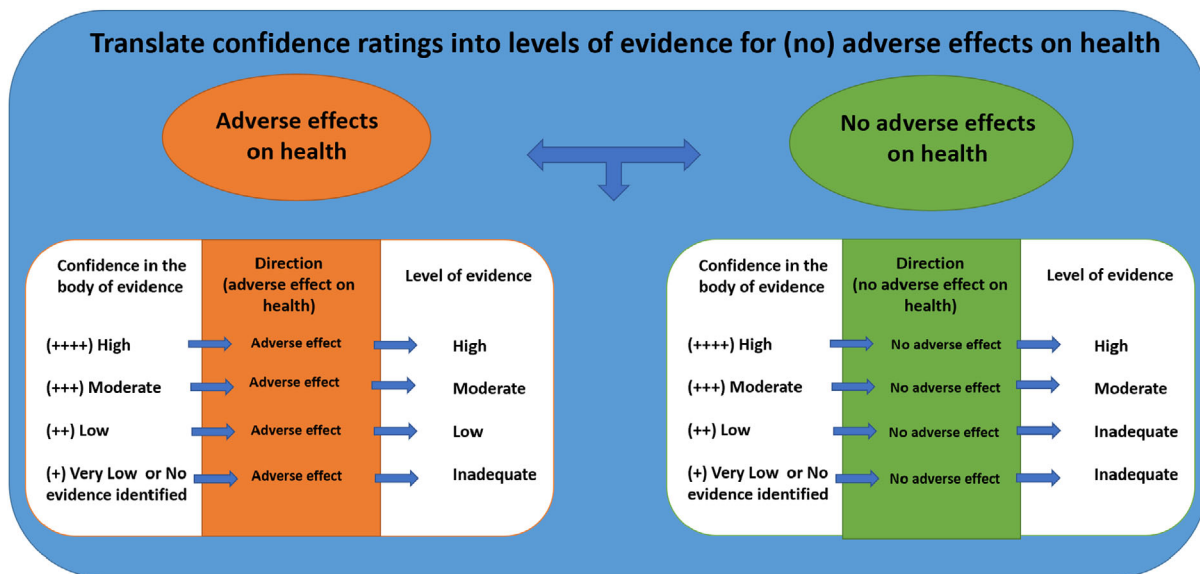 Translate confidence ratings into levels of evidence for (no) adverse effects on health
Adverse effects
on health
No adverse effects
on health
Confidence in the
body of evidence
Direction
(adverse effect on
health)
Level of evidence
(++++) High
Adverse effect
High
(+++) Moderate
Adverse effect
Moderate
(++) Low
Adverse effect
Low
(+) Very Low or No
evidence identified
Adverse effect
Inadequate
Confidence in the
body of evidence
Direction
(no adverse effect on
health)
Level of evidence
(++++) High
No adverse effect
High
(+++) Moderate
No adverse effect
Moderate
(++) Low
No adverse effect
Inadequate
(+) Very Low or No
evidence identified
No adverse effect
Inadequate